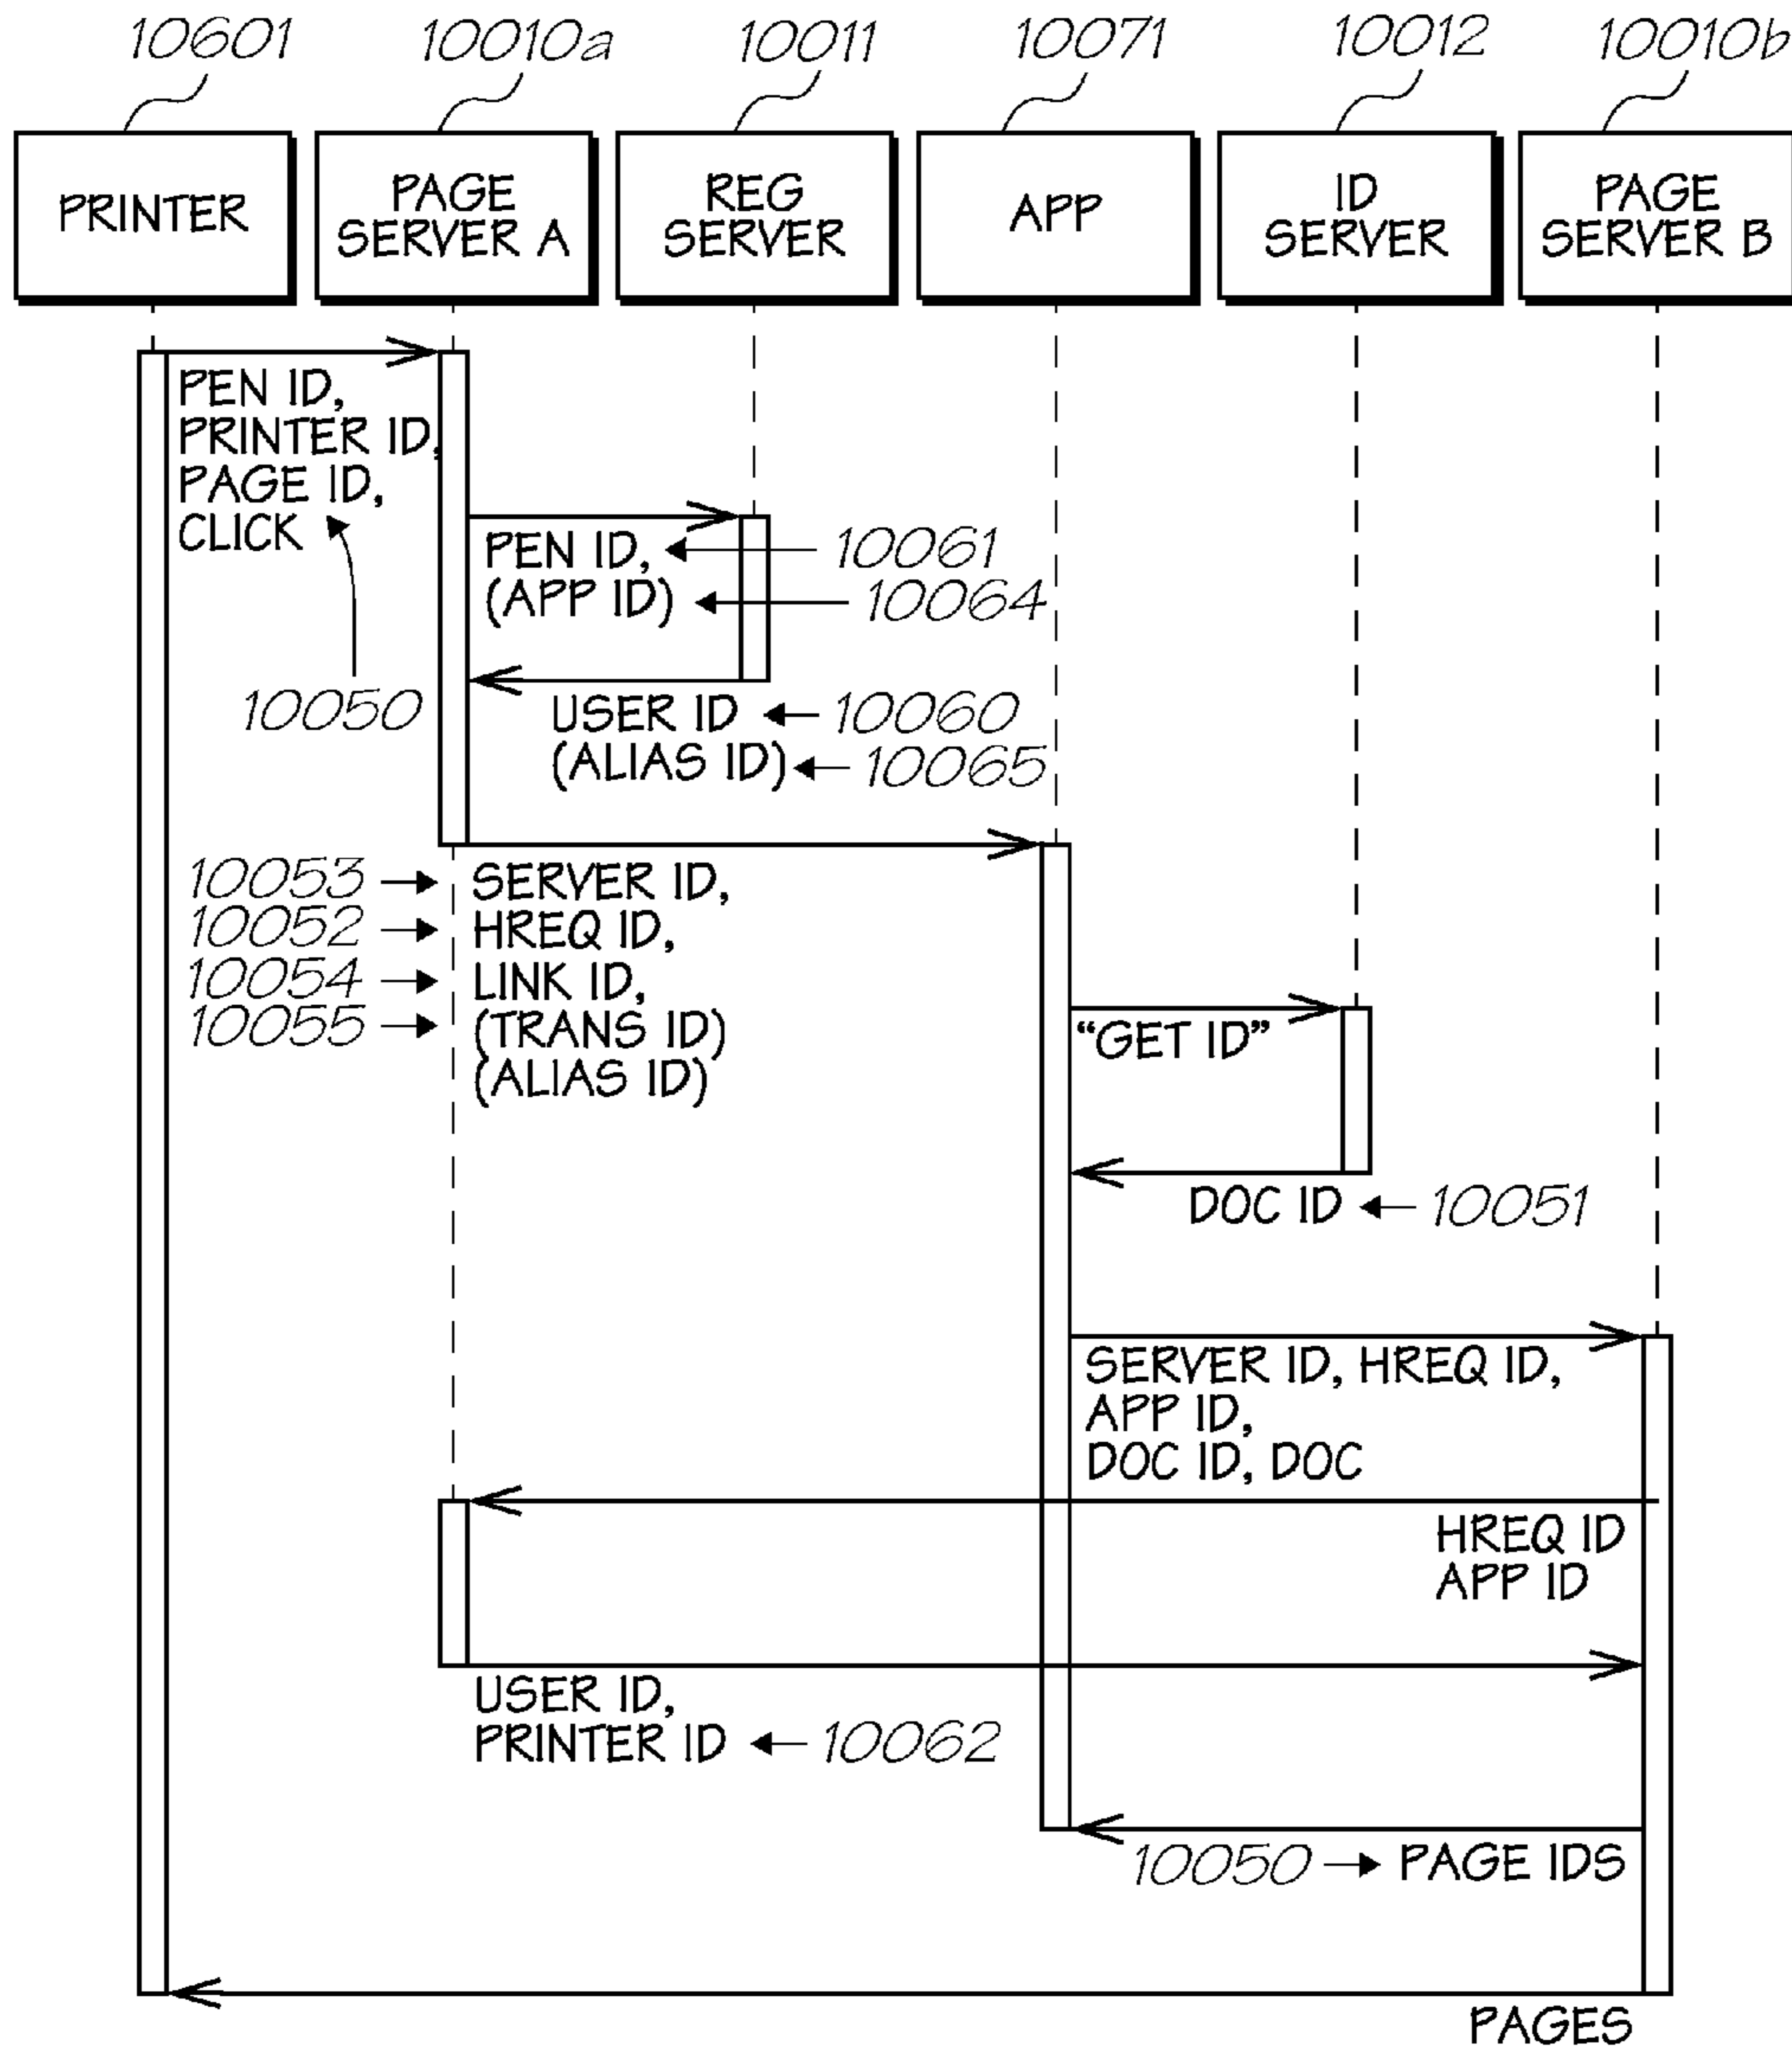 10601
10010a
10011
10071
10012
10010b
PRINTER
PAGE
SERVER A
REG
SERVER
APP
ID
SERVER
PAGE
SERVER B
PEN ID,
PRINTER ID,
PAGE ID,
CLICK
10050
PEN ID,
(APP ID)
10061
10064
USER ID
(ALIAS ID)
10060
10065
10053
10052
10054
10055
SERVER ID,
HREQ ID,
LINK ID,
(TRANS ID)
(ALIAS ID)
“GET ID”
DOC ID
10051
SERVER ID, HREQ ID,
APP ID,
DOC ID, DOC
HREQ ID
APP ID
USER ID,
PRINTER ID
10062
10050
PAGE IDS
PAGES